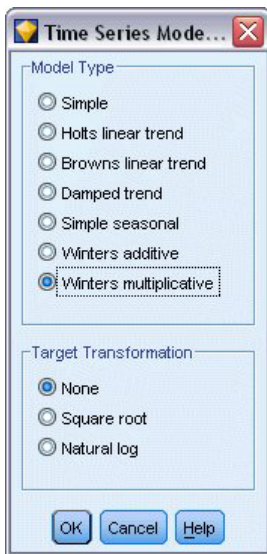 Time Series Mode...
Model Type
Simple
Holts linear trend
Browns linear trend
Damped trend
Simple seasonal
Winters additive
Winters multiplicative
Target Transformation
None
Square root
Natural log
OK Cancel Help